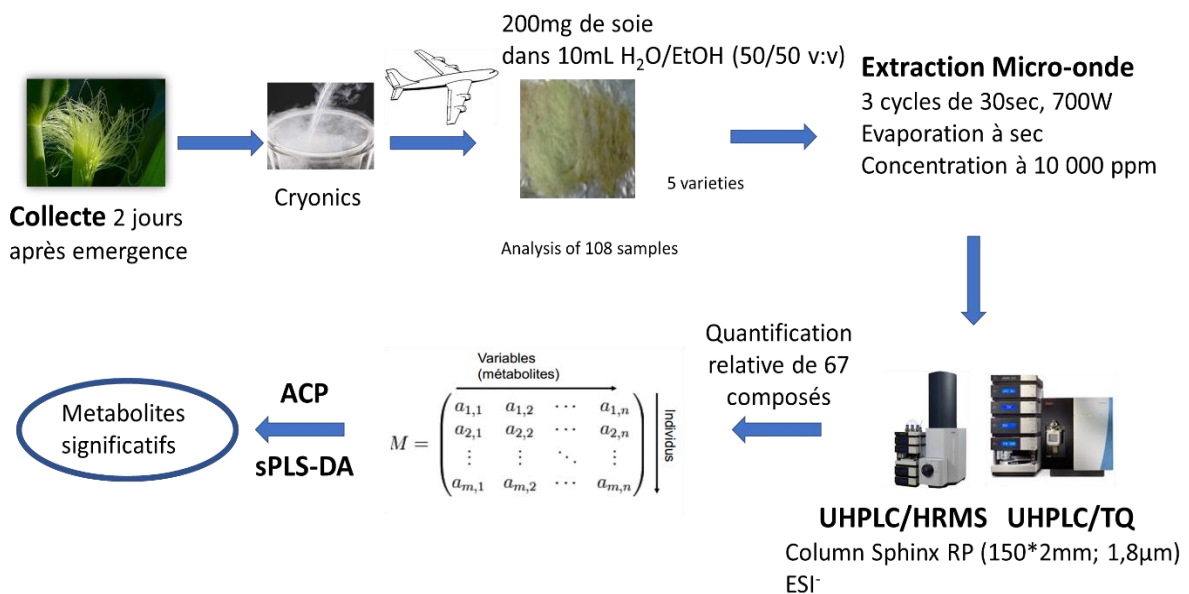 200mg de soie
dans 10mL H₂O/EtOH (50/50 v:v)
Extraction Micro-onde
3 cycles de 30sec, 700W
Evaporation à sec
Concentration à 10 000 ppm
Cryonics
5 varieties
Collecte 2 jours
après emergence
Analysis of 108 samples
Quantification
relative de 67
composés
Variables
(métabolites)
Individus
M =
a₁,₁ a₁,₂ ⋯ a₁,ₙ
a₂,₁ a₂,₂ ⋯ a₂,ₙ
⋮ ⋮ ⋱ ⋮
aₘ,₁ aₘ,₂ ⋯ aₘ,ₙ
ACP
sPLS-DA
Metabolites
significatifs
UHPLC/HRMS UHPLC/TQ
Column Sphinx RP (150*2mm; 1,8µm)
ESI⁻